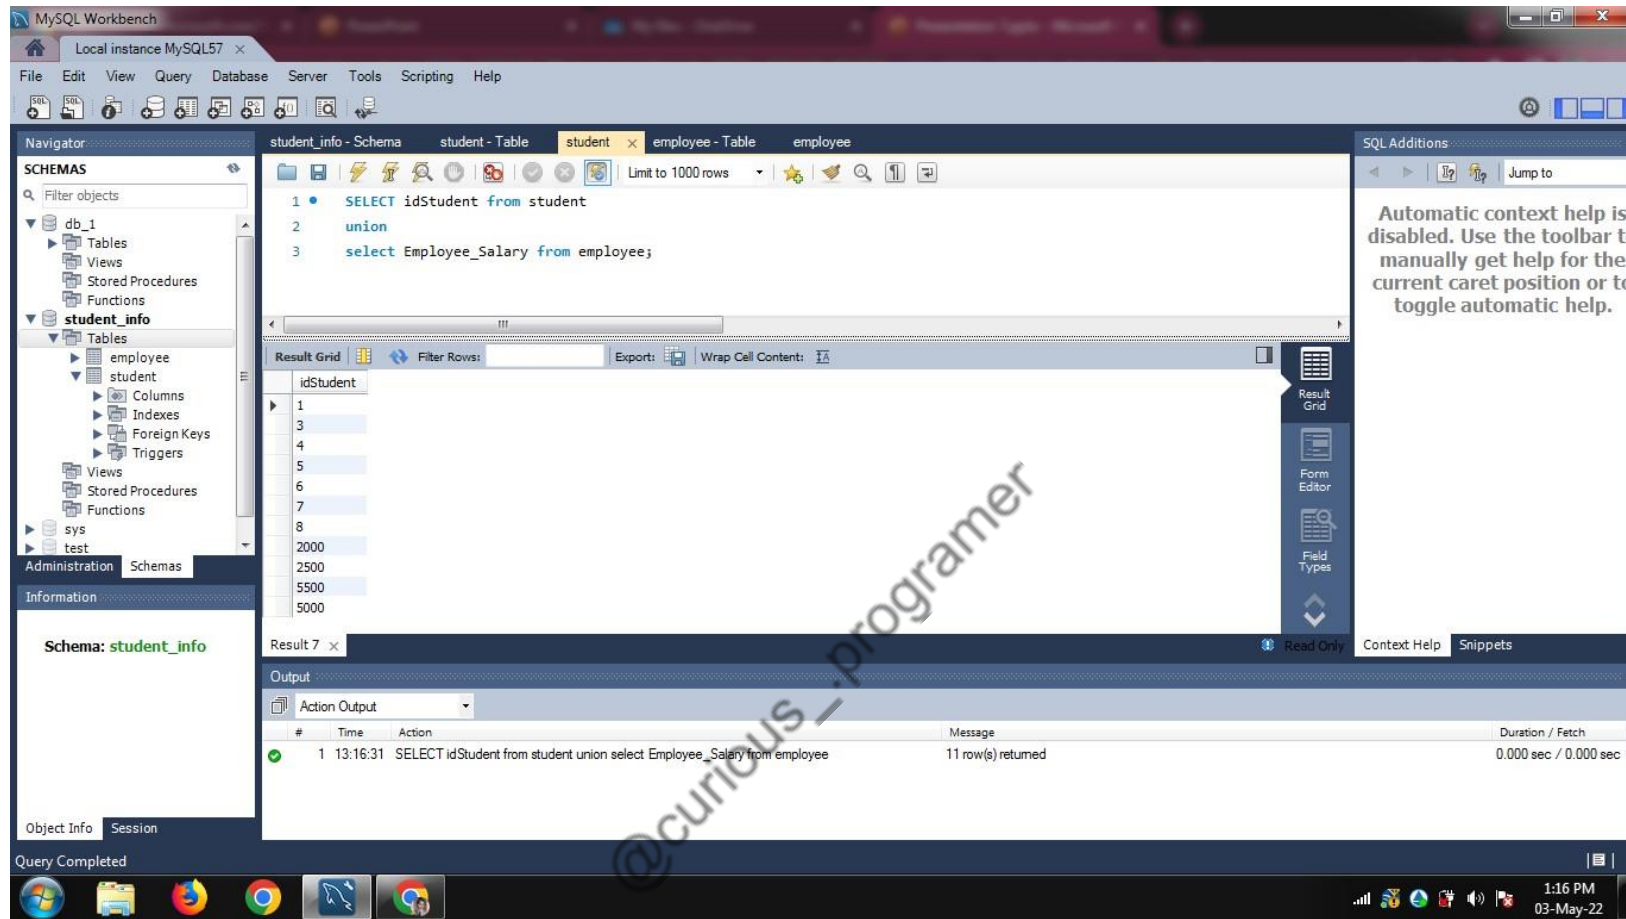 MySQL Workbench
Local instance MySQL57
File Edit View Query Database Server Tools Scripting Help
Navigator
SCHEMAS
Filter objects
db_1
Tables
Views
Stored Procedures
Functions
student_info
Tables
employee
student
Columns
Indexes
Foreign Keys
Triggers
Views
Stored Procedures
Functions
sys
test
Administration Schemas
Information
Schema: student_info
Object Info Session
student_info - Schema student - Table student employee - Table employee
Limit to 1000 rows
1 SELECT idStudent from student
2 union
3 select Employee_Salary from employee;
Result Grid Filter Rows: Export: Wrap Cell Content:
idStudent
1
3
4
5
6
7
8
2000
2500
5500
5000
Result Grid
Form Editor
Field Types
Result 7 Read Only
Output
Action Output
# Time Action Message Duration / Fetch
1 13:16:31 SELECT idStudent from student union select Employee_Salary from employee 11 row(s) returned 0.000 sec / 0.000 sec
SQL Additions
Jump to
Automatic context help is
disabled. Use the toolbar t
manually get help for the
current caret position or to
toggle automatic help.
Context Help Snippets
@curious_.programer
Query Completed
1:16 PM
03-May-22